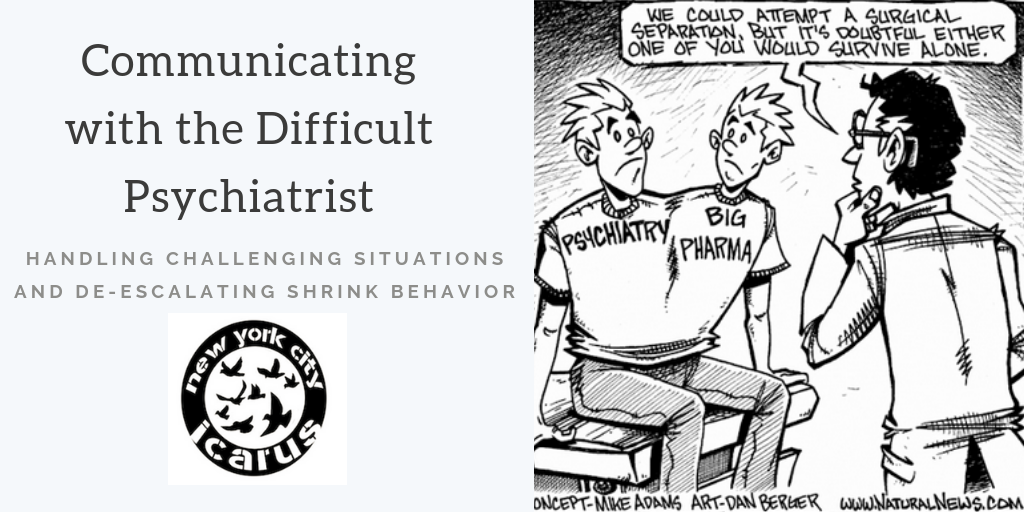 Communicating
with the Difficult
Psychiatrist
HANDLING CHALLENGING SITUATIONS
AND DE-ESCALATING SHRINK BEHAVIOR
new york city
icarus
WE COULD ATTEMPT A SURGICAL
SEPARATION, BUT IT'S DOUBTFUL EITHER
ONE OF YOU WOULD SURVIVE ALONE.
PSYCHIATRY
BIG
PHARMA
ONCEPT-MIKE ADAMS ART-DAN BERGER WWW.NATURALNEWS.COM